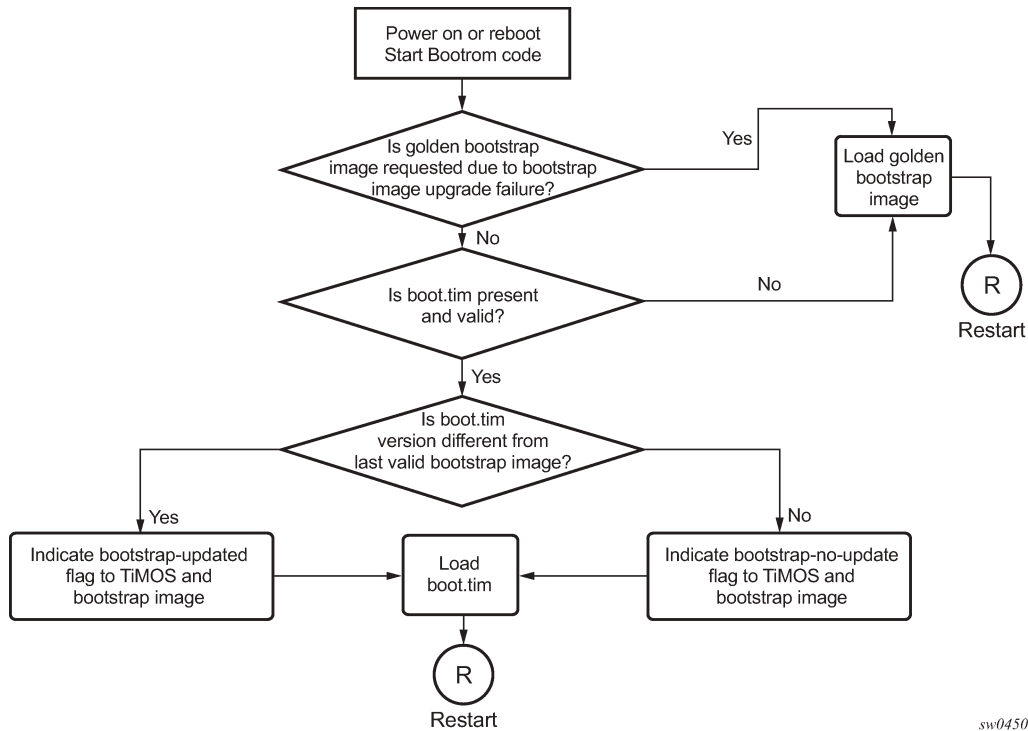 Power on or reboot
Start Bootrom code
Is golden bootstrap
image requested due to bootstrap
image upgrade failure?
Yes
Load golden
bootstrap
image
No
R
Restart
Is boot.tim present
and valid?
No
Yes
Is boot.tim
version different from
last valid bootstrap image?
Yes
No
Indicate bootstrap-updated
flag to TiMOS and
bootstrap image
Load
boot.tim
Indicate bootstrap-no-update
flag to TiMOS and
bootstrap image
R
Restart
sw0450